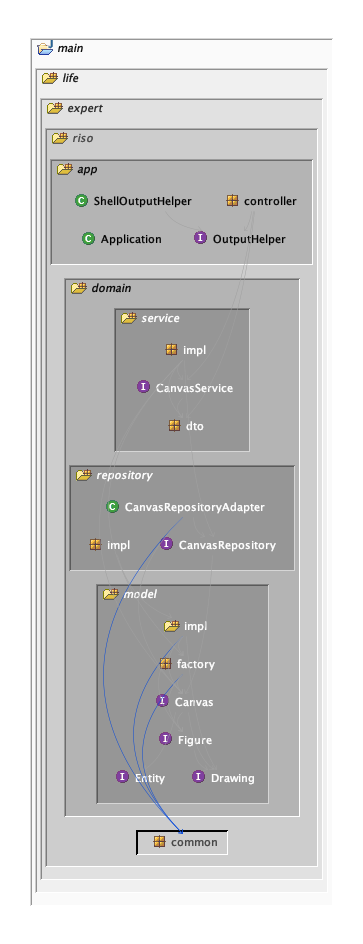 main
life
expert
riso
app
ShellOutputHelper controller
Application OutputHelper
domain
service
impl
CanvasService
dto
repository
CanvasRepositoryAdapter
impl CanvasRepository
model
impl
factory
Canvas
Figure
Entity Drawing
common